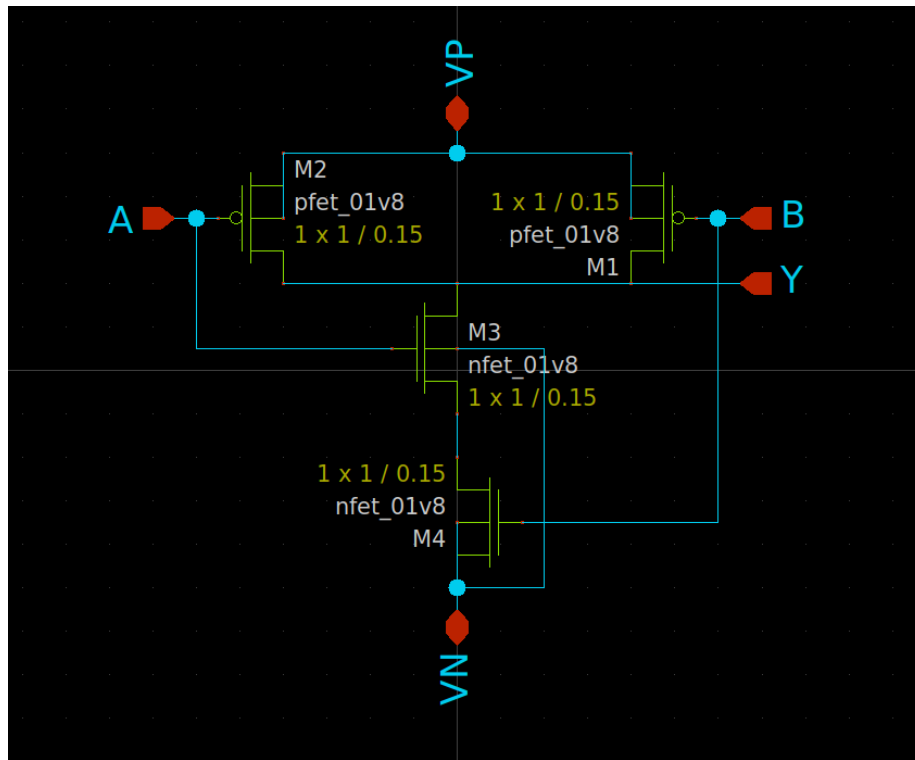 VP
M2
pfet_01v8
1 x 1 / 0.15
A
1 x 1 / 0.15
pfet_01v8
M1
B
Y
M3
nfet_01v8
1 x 1 / 0.15
1 x 1 / 0.15
nfet_01v8
M4
VN